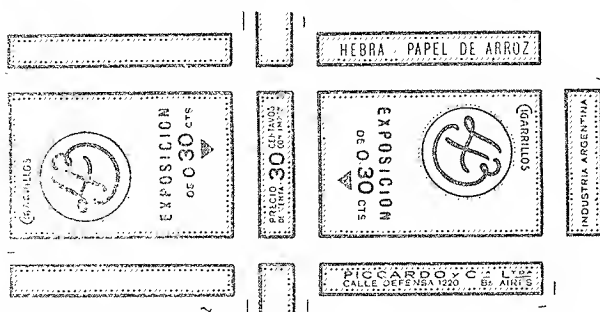 HEBRA - PAPEL DE ARROZ
CIGARRILLOS
EXPOSICION
DE 0.30 CTS
PRECIO
DE VENTA 30 CENTAVOS
EXPOSICION
DE 0.30 CTS
CIGARRILLOS
INDUSTRIA ARGENTINA
PICCARDO y Cia LTDA
CALLE DEFENSA 1220 Bs AIRES